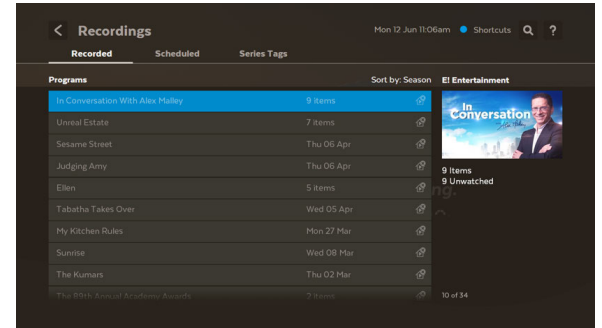 Recordings
Mon 12 Jun 11:06am
Shortcuts
?
Recorded
Scheduled
Series Tags
Programs
Sort by: Season
In Conversation With Alex Malley 9 items
Unreal Estate 7 items
Sesame Street Thu 06 Apr
Judging Amy Thu 06 Apr
Ellen 5 items
Tabatha Takes Over Wed 05 Apr
My Kitchen Rules Mon 27 Mar
Sunrise Wed 08 Mar
The Kumars Thu 02 Mar
The 89th Annual Academy Awards 2 items
E! Entertainment
In
Conversation
9 Items
9 Unwatched
ng.
10 of 34